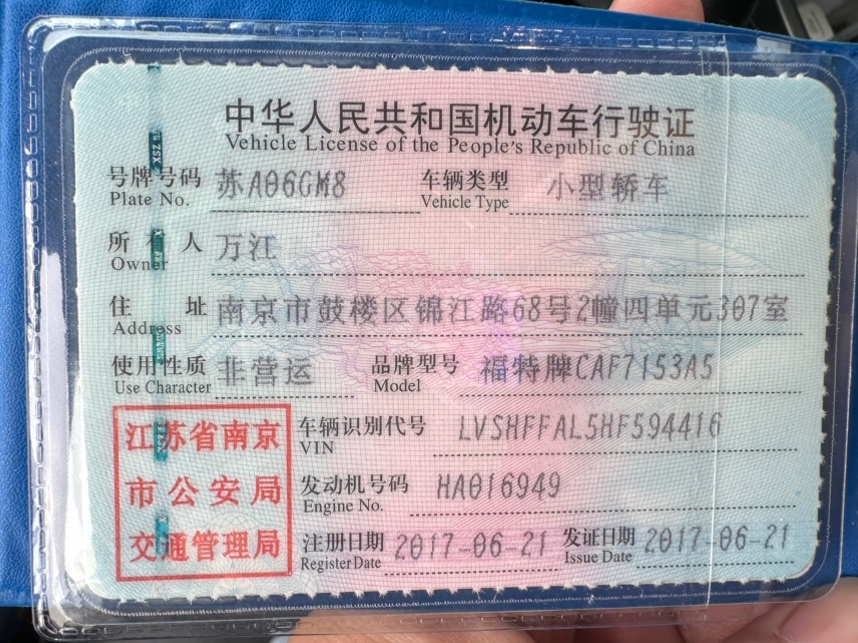 中华人民共和国机动车行驶证
Vehicle License of the People's Republic of China
号牌号码 苏A06GM8 车辆类型 小型轿车
Plate No. Vehicle Type
所有人 万江
Owner
住址 南京市鼓楼区锦江路68号2幢四单元307室
Address
使用性质 非营运 品牌型号 福特牌CAF7153A5
Use Character Model
江苏省南京
市公安局
交通管理局
车辆识别代号 LVSHFFAL5HF594416
VIN
发动机号码 HA016949
Engine No.
注册日期 2017-06-21 发证日期 2017-06-21
Register Date Issue Date